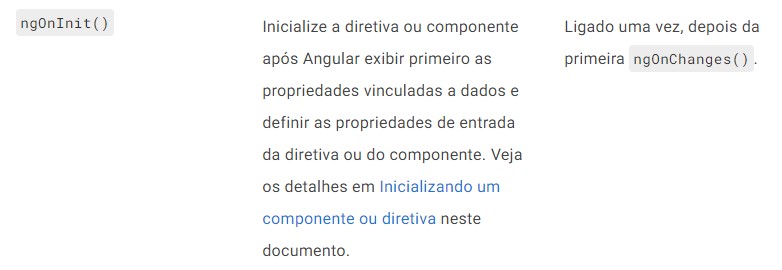 ngOnInit()
Inicialize a diretiva ou componente
após Angular exibir primeiro as
propriedades vinculadas a dados e
definir as propriedades de entrada
da diretiva ou do componente. Veja
os detalhes em Inicializando um
componente ou diretiva neste
documento.
Ligado uma vez, depois da
primeira ngOnChanges().